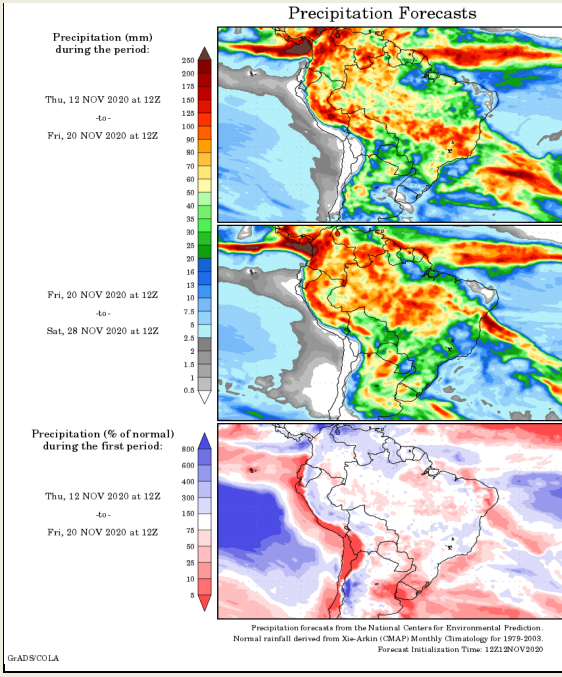 Precipitation Forecasts
Precipitation (mm)
during the period:
Thu, 12 NOV 2020 at 12Z
-to-
Fri, 20 NOV 2020 at 12Z
250
200
175
150
125
100
90
80
70
60
50
40
35
30
25
20
16
13
10
7.5
5
2.5
2
1.5
1
0.5
Fri, 20 NOV 2020 at 12Z
-to-
Sat, 28 NOV 2020 at 12Z
Precipitation (% of normal)
during the first period:
Thu, 12 NOV 2020 at 12Z
-to-
Fri, 20 NOV 2020 at 12Z
800
600
400
300
150
75
50
25
10
5
Precipitation forecasts from the National Centers for Environmental Prediction.
Normal rainfall derived from Xie-Arkin (CMAP) Monthly Climatology for 1979-2003.
Forecast Initialization Time: 12Z12NOV2020
GrADS/COLA